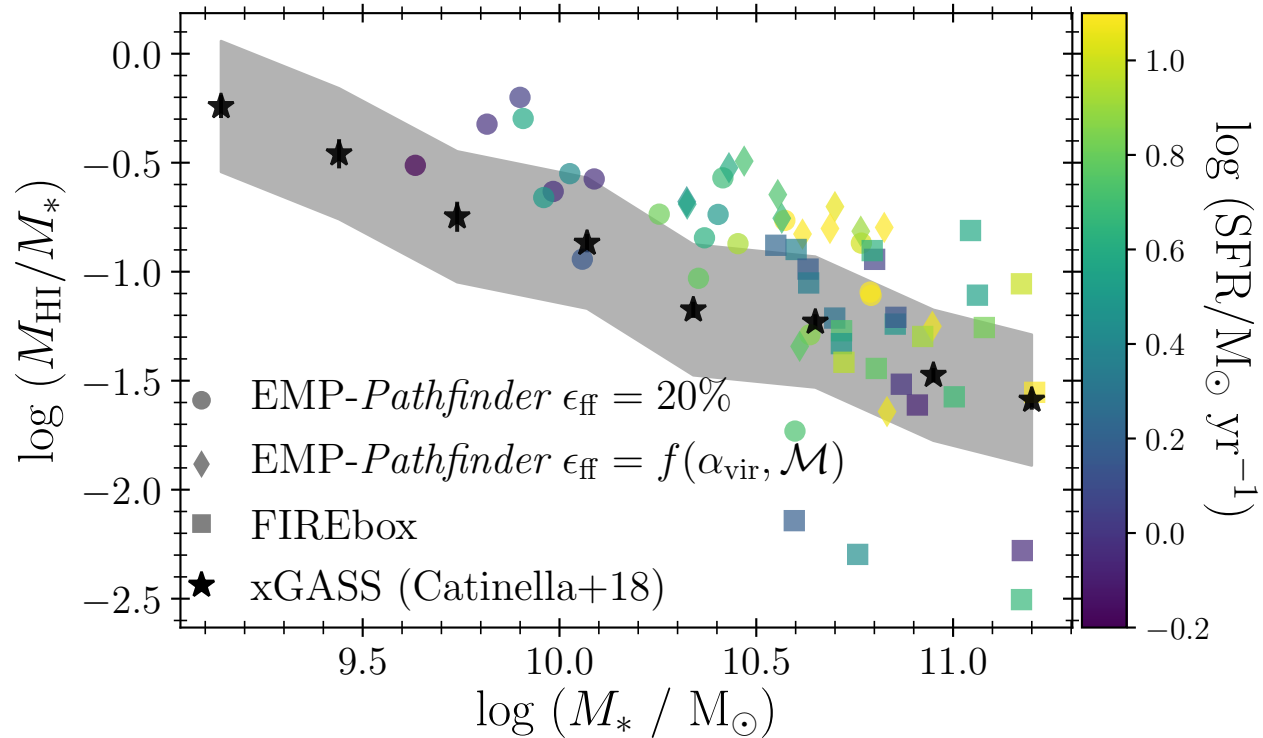 log (M_HI/M_*)
0.0
−0.5
−1.0
−1.5
−2.0
−2.5
EMP-Pathfinder ϵ_ff = 20%
EMP-Pathfinder ϵ_ff = f(α_vir, ℳ)
FIREbox
xGASS (Catinella+18)
9.5 10.0 10.5 11.0
log (M_* / M_⊙)
1.0
0.8
0.6
0.4
0.2
0.0
−0.2
log (SFR/M_⊙ yr⁻¹)